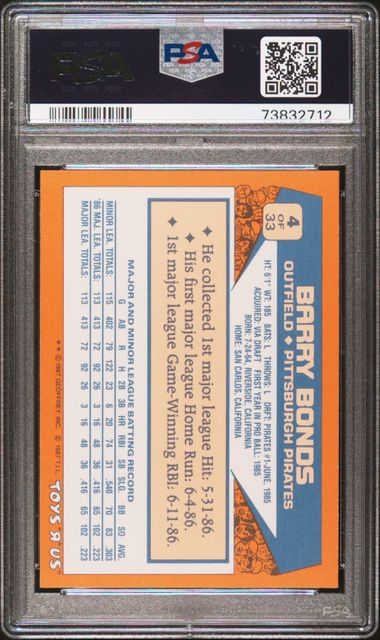 PSA
PSA
73832712
4
OF
33
BARRY BONDS
OUTFIELD ◆ PITTSBURGH PIRATES
HT: 6'1" WT: 185 BATS: L THROWS: L DRFT: PIRATES #1-JUNE, 1985
ACQUIRED: VIA DRAFT FIRST YEAR IN PRO BALL: 1985
BORN: 7-24-64, RIVERSIDE, CALIFORNIA
HOME: SAN CARLOS, CALIFORNIA
◆ He collected 1st major league Hit: 5-31-86.
◆ His first major league Home Run: 6-4-86.
◆ 1st major league Game-Winning RBI: 6-11-86.
MAJOR AND MINOR LEAGUE BATTING RECORD
G AB R H 2B 3B HR RBI SB SLG. BB SO AVG.
MINOR LEA. TOTALS: 115 402 79 122 23 6 20 74 31 .540 70 83 .303
'86 MAJ. LEA. TOTALS: 113 413 72 92 26 3 16 48 36 .416 65 102 .223
MAJOR LEA. TOTALS: 113 413 72 92 26 3 16 48 36 .416 65 102 .223
** © 1987 GEOFFREY, INC. © 1987 T.L.L. TOYS "R" US